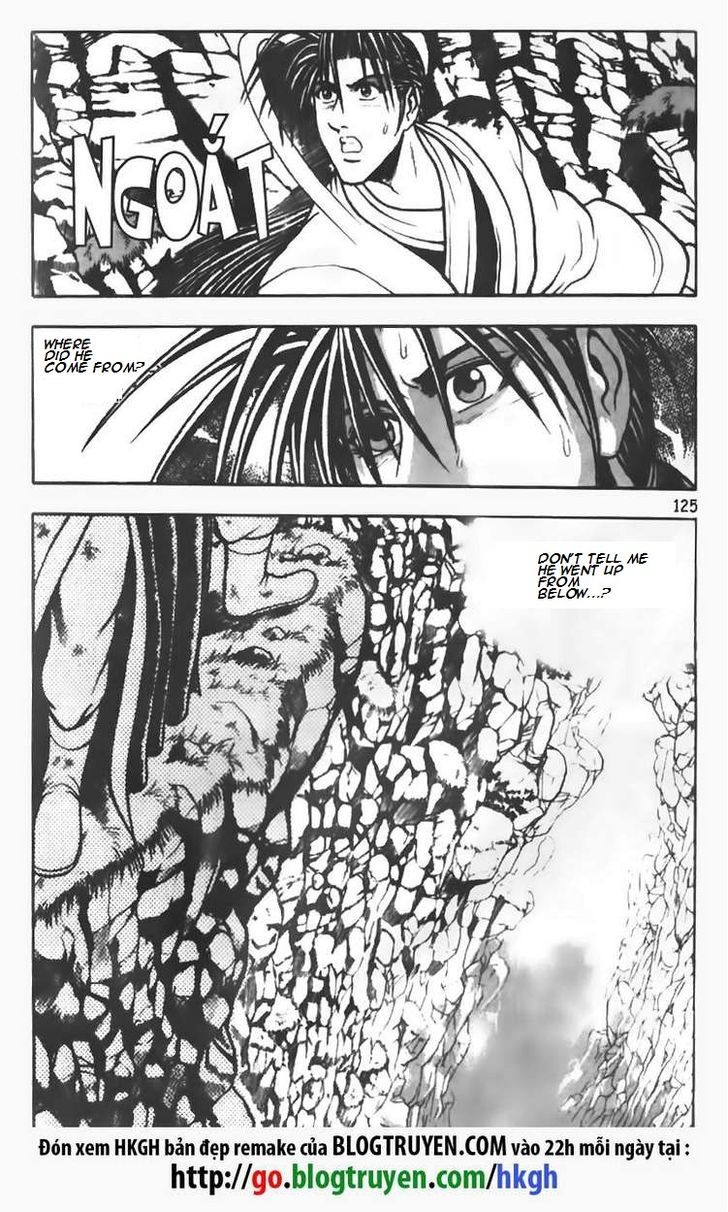 NGOẮT
WHERE
DID HE
COME FROM?
125
DON'T TELL ME
HE WENT UP
FROM
BELOW...?
Đón xem HKGH bản đẹp remake của BLOGTRUYEN.COM vào 22h mỗi ngày tại :
http://go.blogtruyen.com/hkgh